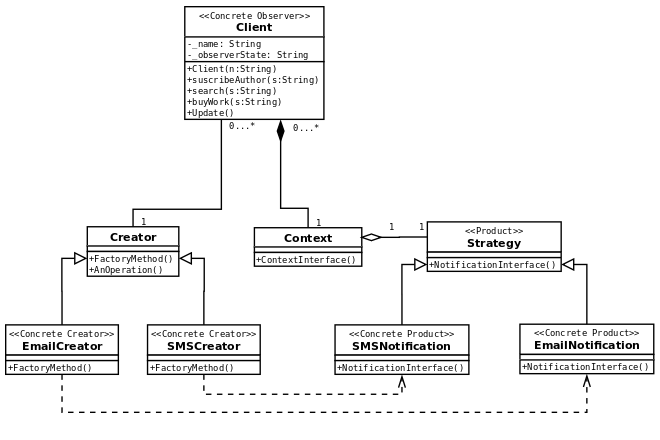 <<Concrete Observer>>
Client
-_name: String
-_observerState: String
+Client(n:String)
+suscribeAuthor(s:String)
+search(s:String)
+buyWork(s:String)
+Update()
0...*
0...*
1
1
1
1
Creator
+FactoryMethod()
+AnOperation()
Context
+ContextInterface()
<<Product>>
Strategy
+NotificationInterface()
<<Concrete Creator>>
EmailCreator
+FactoryMethod()
<<Concrete Creator>>
SMSCreator
+FactoryMethod()
<<Concrete Product>>
SMSNotification
+NotificationInterface()
<<Concrete Product>>
EmailNotification
+NotificationInterface()